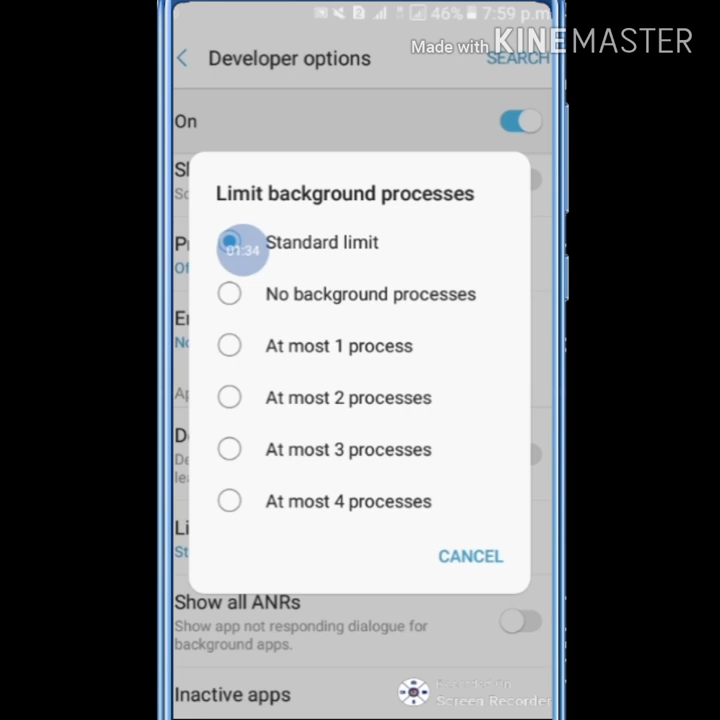 46% 7:59 p.m
Made with KINEMASTER
Developer options
SEARCH
On
Limit background processes
01:34
Standard limit
No background processes
At most 1 process
At most 2 processes
At most 3 processes
At most 4 processes
CANCEL
Show all ANRs
Show app not responding dialogue for
background apps.
Inactive apps
Recorded On
Screen Recorder